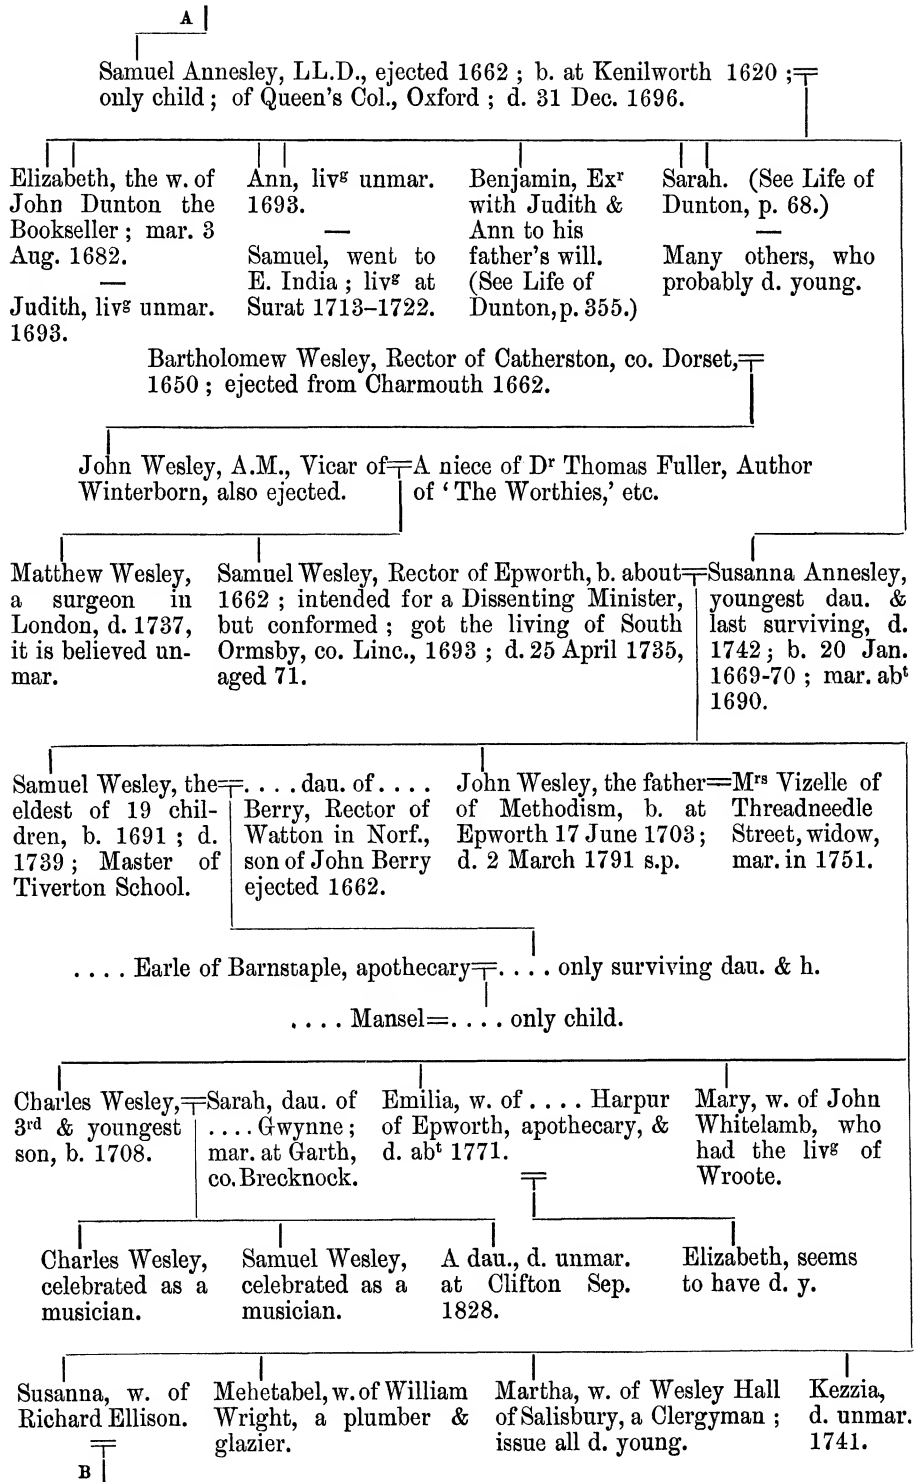 A
Samuel Annesley, LL.D., ejected 1662 ; b. at Kenilworth 1620 ;
only child ; of Queen's Col., Oxford ; d. 31 Dec. 1696.
Elizabeth, the w. of
John Dunton the
Bookseller ; mar. 3
Aug. 1682.
—
Judith, livᵍ unmar.
1693.
Ann, livᵍ unmar.
1693.
—
Samuel, went to
E. India ; livᵍ at
Surat 1713–1722.
Benjamin, Exʳ
with Judith &
Ann to his
father's will.
(See Life of
Dunton, p. 355.)
Sarah. (See Life of
Dunton, p. 68.)
—
Many others, who
probably d. young.
Bartholomew Wesley, Rector of Catherston, co. Dorset,
1650 ; ejected from Charmouth 1662.
John Wesley, A.M., Vicar of
Winterborn, also ejected.
A niece of Dʳ Thomas Fuller, Author
of ‘ The Worthies,’ etc.
Matthew Wesley,
a surgeon in
London, d. 1737,
it is believed un-
mar.
Samuel Wesley, Rector of Epworth, b. about
1662 ; intended for a Dissenting Minister,
but conformed ; got the living of South
Ormsby, co. Linc., 1693 ; d. 25 April 1735,
aged 71.
Susanna Annesley,
youngest dau. &
last surviving, d.
1742 ; b. 20 Jan.
1669-70 ; mar. abᵗ
1690.
Samuel Wesley, the
eldest of 19 chil-
dren, b. 1691 ; d.
1739 ; Master of
Tiverton School.
. . . . dau. of . . . .
Berry, Rector of
Watton in Norf.,
son of John Berry
ejected 1662.
John Wesley, the father
of Methodism, b. at
Epworth 17 June 1703 ;
d. 2 March 1791 s.p.
=Mʳˢ Vizelle of
Threadneedle
Street, widow,
mar. in 1751.
. . . . Earle of Barnstaple, apothecary
. . . . only surviving dau. & h.
. . . . Mansel=. . . . only child.
Charles Wesley,
3ʳᵈ & youngest
son, b. 1708.
Sarah, dau. of
. . . . Gwynne ;
mar. at Garth,
co. Brecknock.
Emilia, w. of . . . . Harpur
of Epworth, apothecary, &
d. abᵗ 1771.
Mary, w. of John
Whitelamb, who
had the livᵍ of
Wroote.
Charles Wesley,
celebrated as a
musician.
Samuel Wesley,
celebrated as a
musician.
A dau., d. unmar.
at Clifton Sep.
1828.
Elizabeth, seems
to have d. y.
Susanna, w. of
Richard Ellison.
B
Mehetabel, w. of William
Wright, a plumber &
glazier.
Martha, w. of Wesley Hall
of Salisbury, a Clergyman ;
issue all d. young.
Kezzia,
d. unmar.
1741.